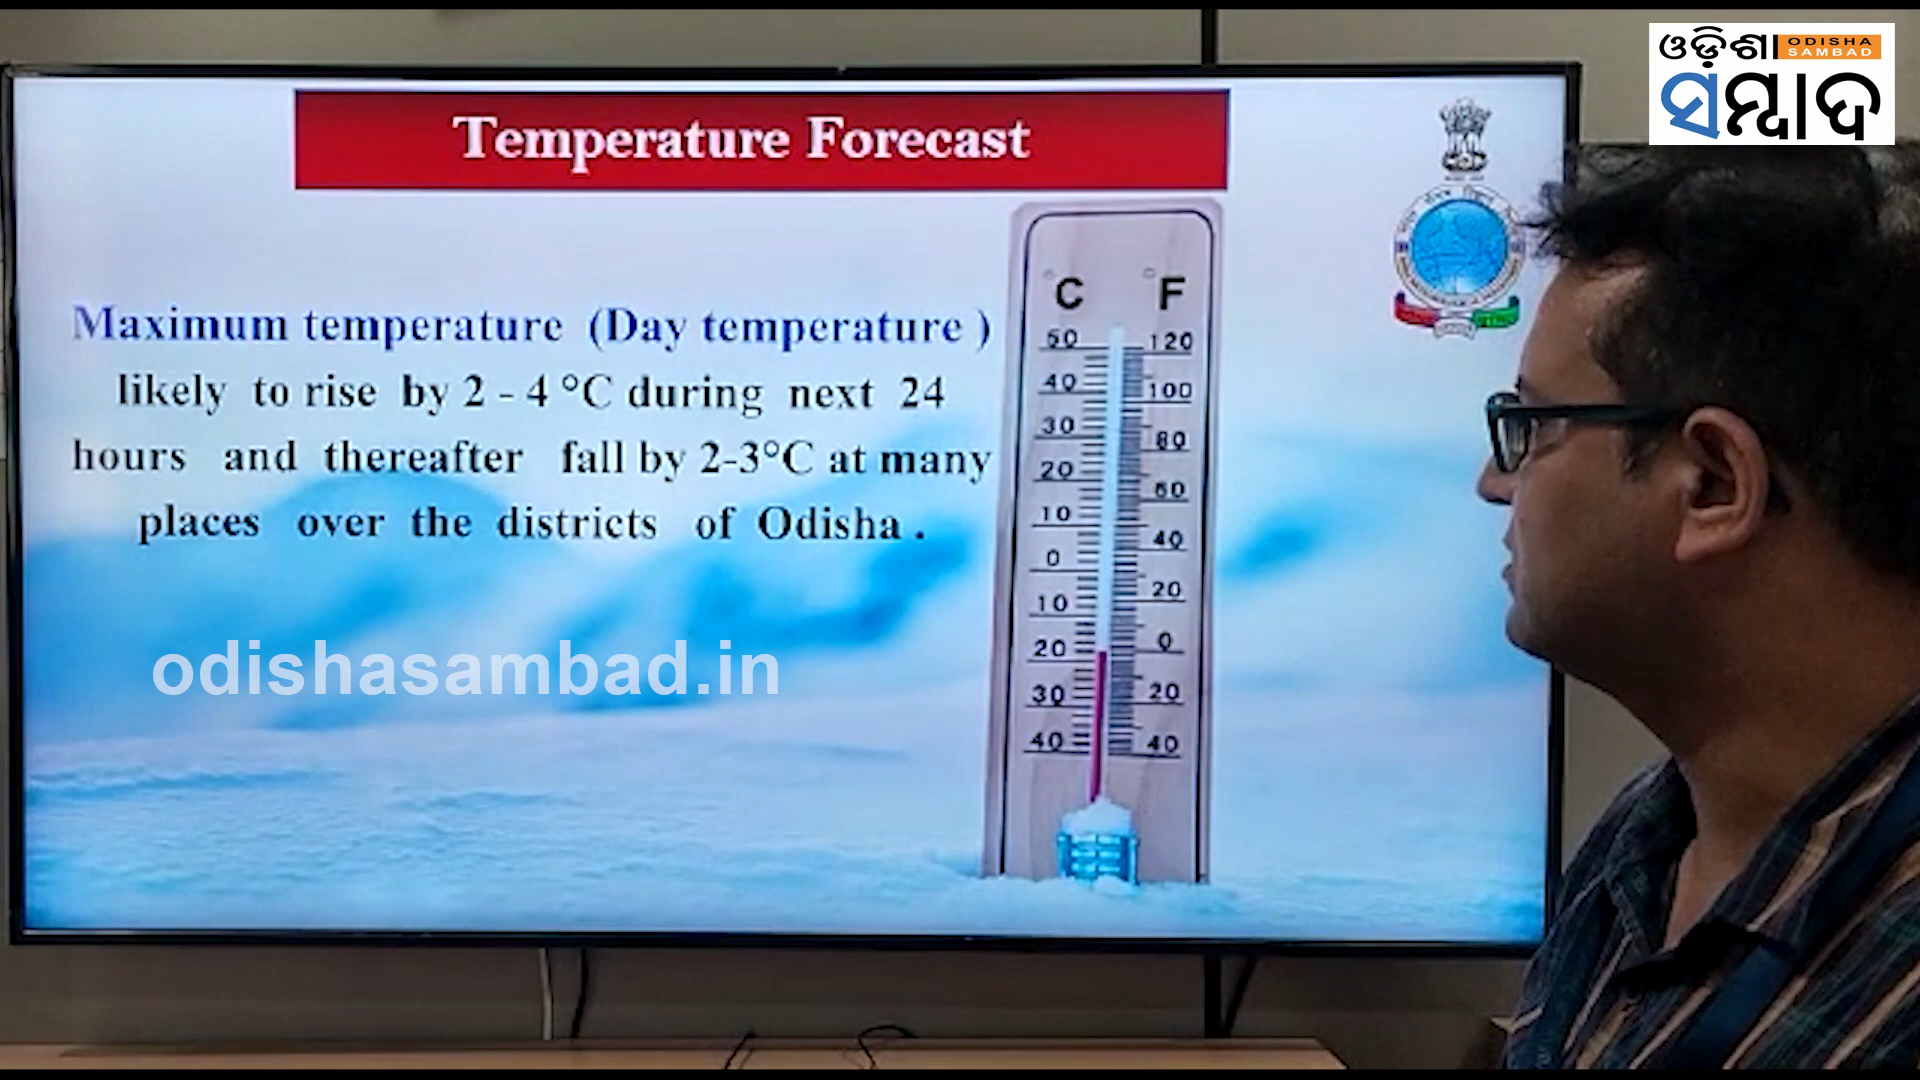 ଓଡ଼ିଶା ODISHA
SAMBAD
ସମ୍ବାଦ
Temperature Forecast
Maximum temperature (Day temperature )
likely to rise by 2 - 4 °C during next 24
hours and thereafter fall by 2-3°C at many
places over the districts of Odisha .
°C °F
50 120
40 100
30 80
20 60
10 40
0 20
10 0
20 20
30 40
40
odishasambad.in